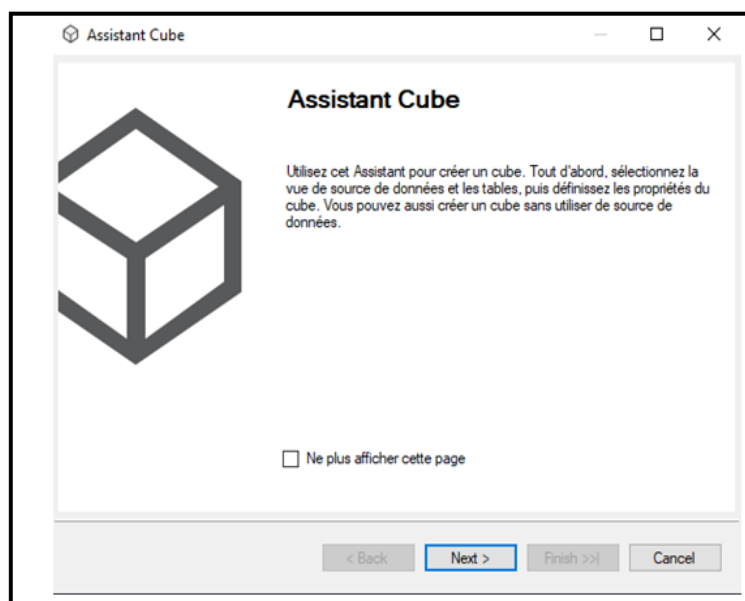 Assistant Cube
Assistant Cube
Utilisez cet Assistant pour créer un cube. Tout d'abord, sélectionnez la
vue de source de données et les tables, puis définissez les propriétés du
cube. Vous pouvez aussi créer un cube sans utiliser de source de
données.
Ne plus afficher cette page
< Back Next > Finish >>| Cancel